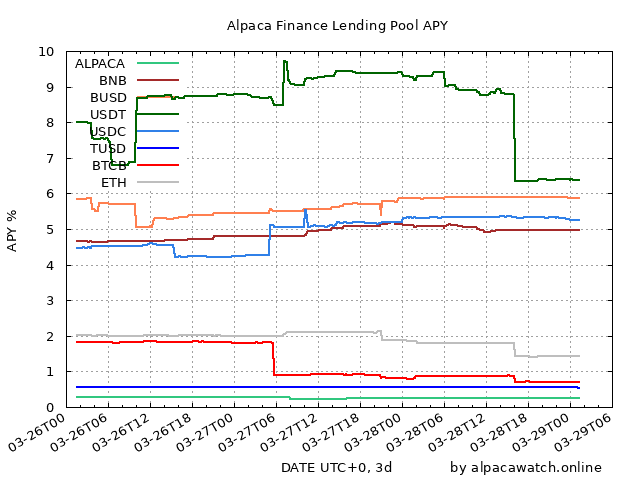 Alpaca Finance Lending Pool APY
10
9
8
7
6
5
4
3
2
1
0
APY %
ALPACA
BNB
BUSD
USDT
USDC
TUSD
BTCB
ETH
03-26T00
03-26T06
03-26T12
03-26T18
03-27T00
03-27T06
03-27T12
03-27T18
03-28T00
03-28T06
03-28T12
03-28T18
03-29T00
03-29T06
DATE UTC+0, 3d
by alpacawatch.online